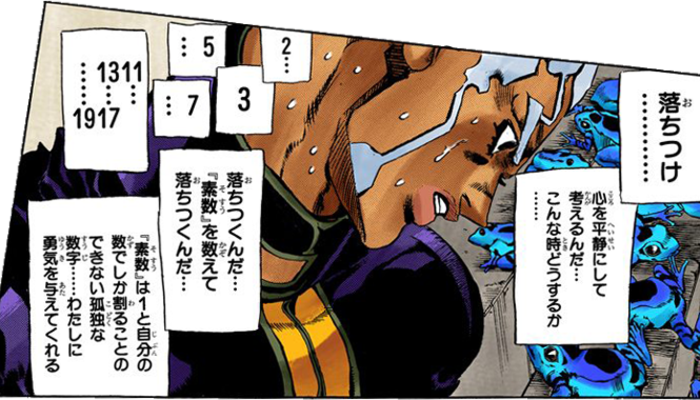 落ちつけ…………
心を平静にして
考えるんだ…
こんな時どうするか
……
2…
3
…5
…7
11…
13……
17
19
落ちつくんだ…
『素数』を数えて
落ちつくんだ…
『素数』は1と自分の
数でしか割ることの
できない孤独な
数字……わたしに
勇気を与えてくれる